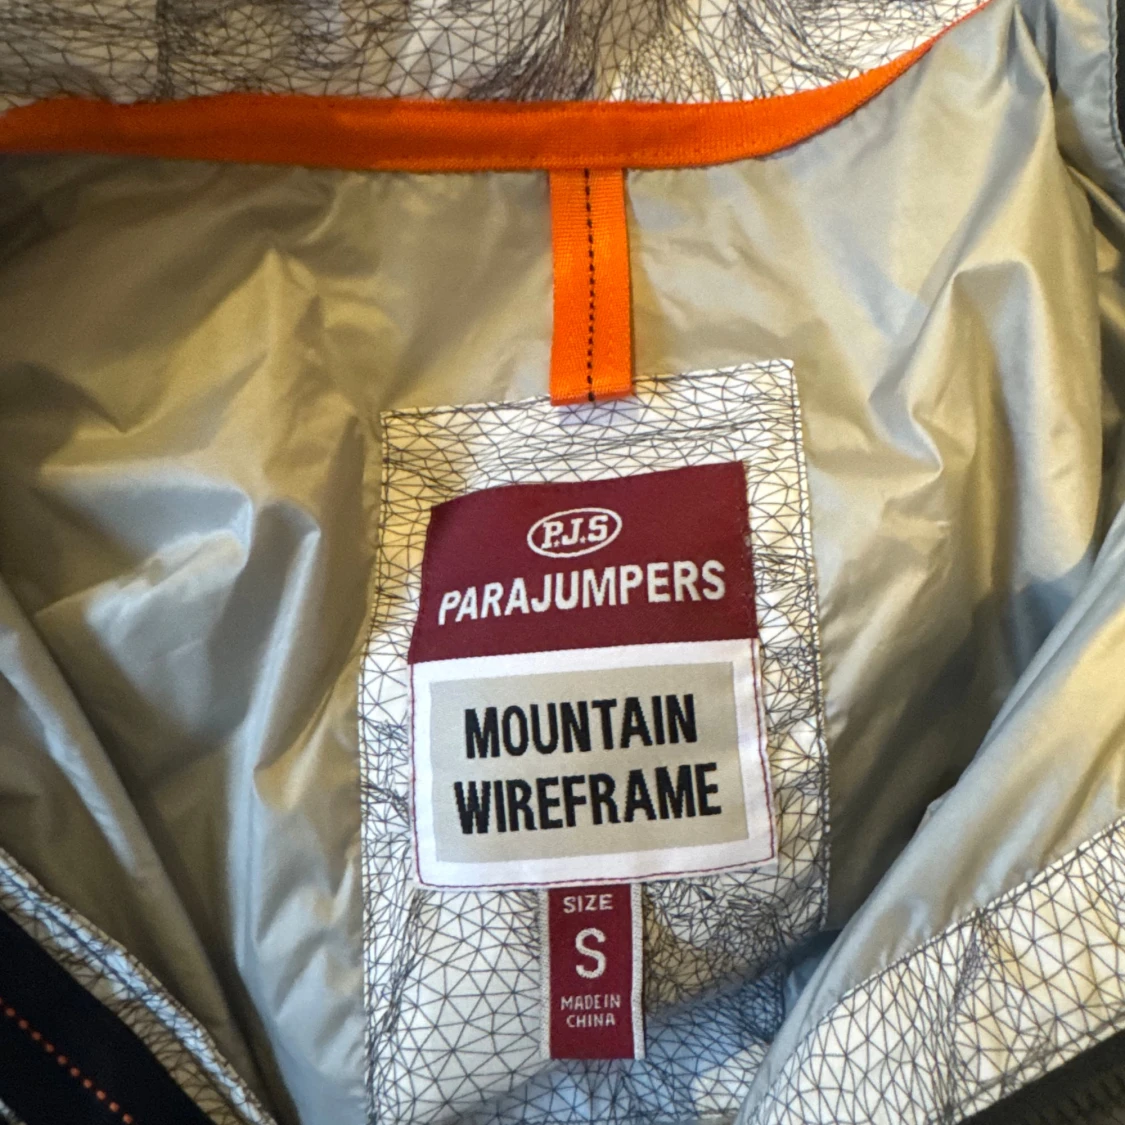 P.J.S
PARAJUMPERS
MOUNTAIN
WIREFRAME
SIZE
S
MADE IN
CHINA